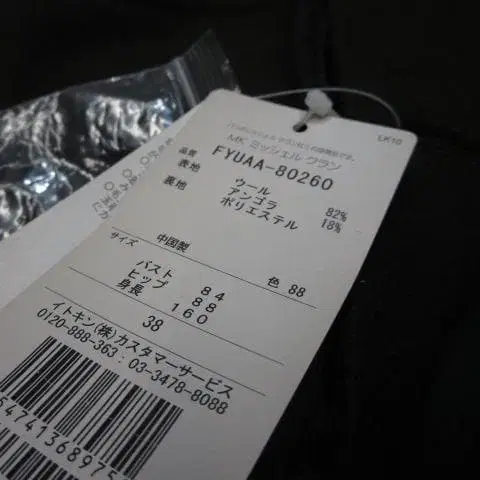 LK10
MK ミッシェル クラン
品番 FYUAA-80260
表地 ウール 82%
アンゴラ 18%
裏地 ポリエステル
中国製 色 88
サイズ
バスト 84
ヒップ 88
身長 160
38
イトキン(株)カスタマーサービス
0120-888-363 : 03-3478-8088
547413689